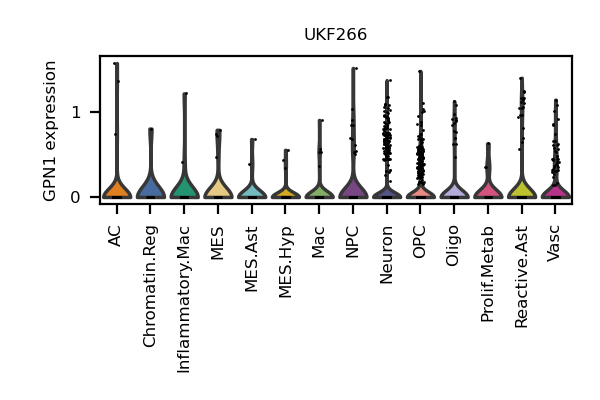 UKF266
GPN1 expression
1
0
AC
Chromatin.Reg
Inflammatory.Mac
MES
MES.Ast
MES.Hyp
Mac
NPC
Neuron
OPC
Oligo
Prolif.Metab
Reactive.Ast
Vasc